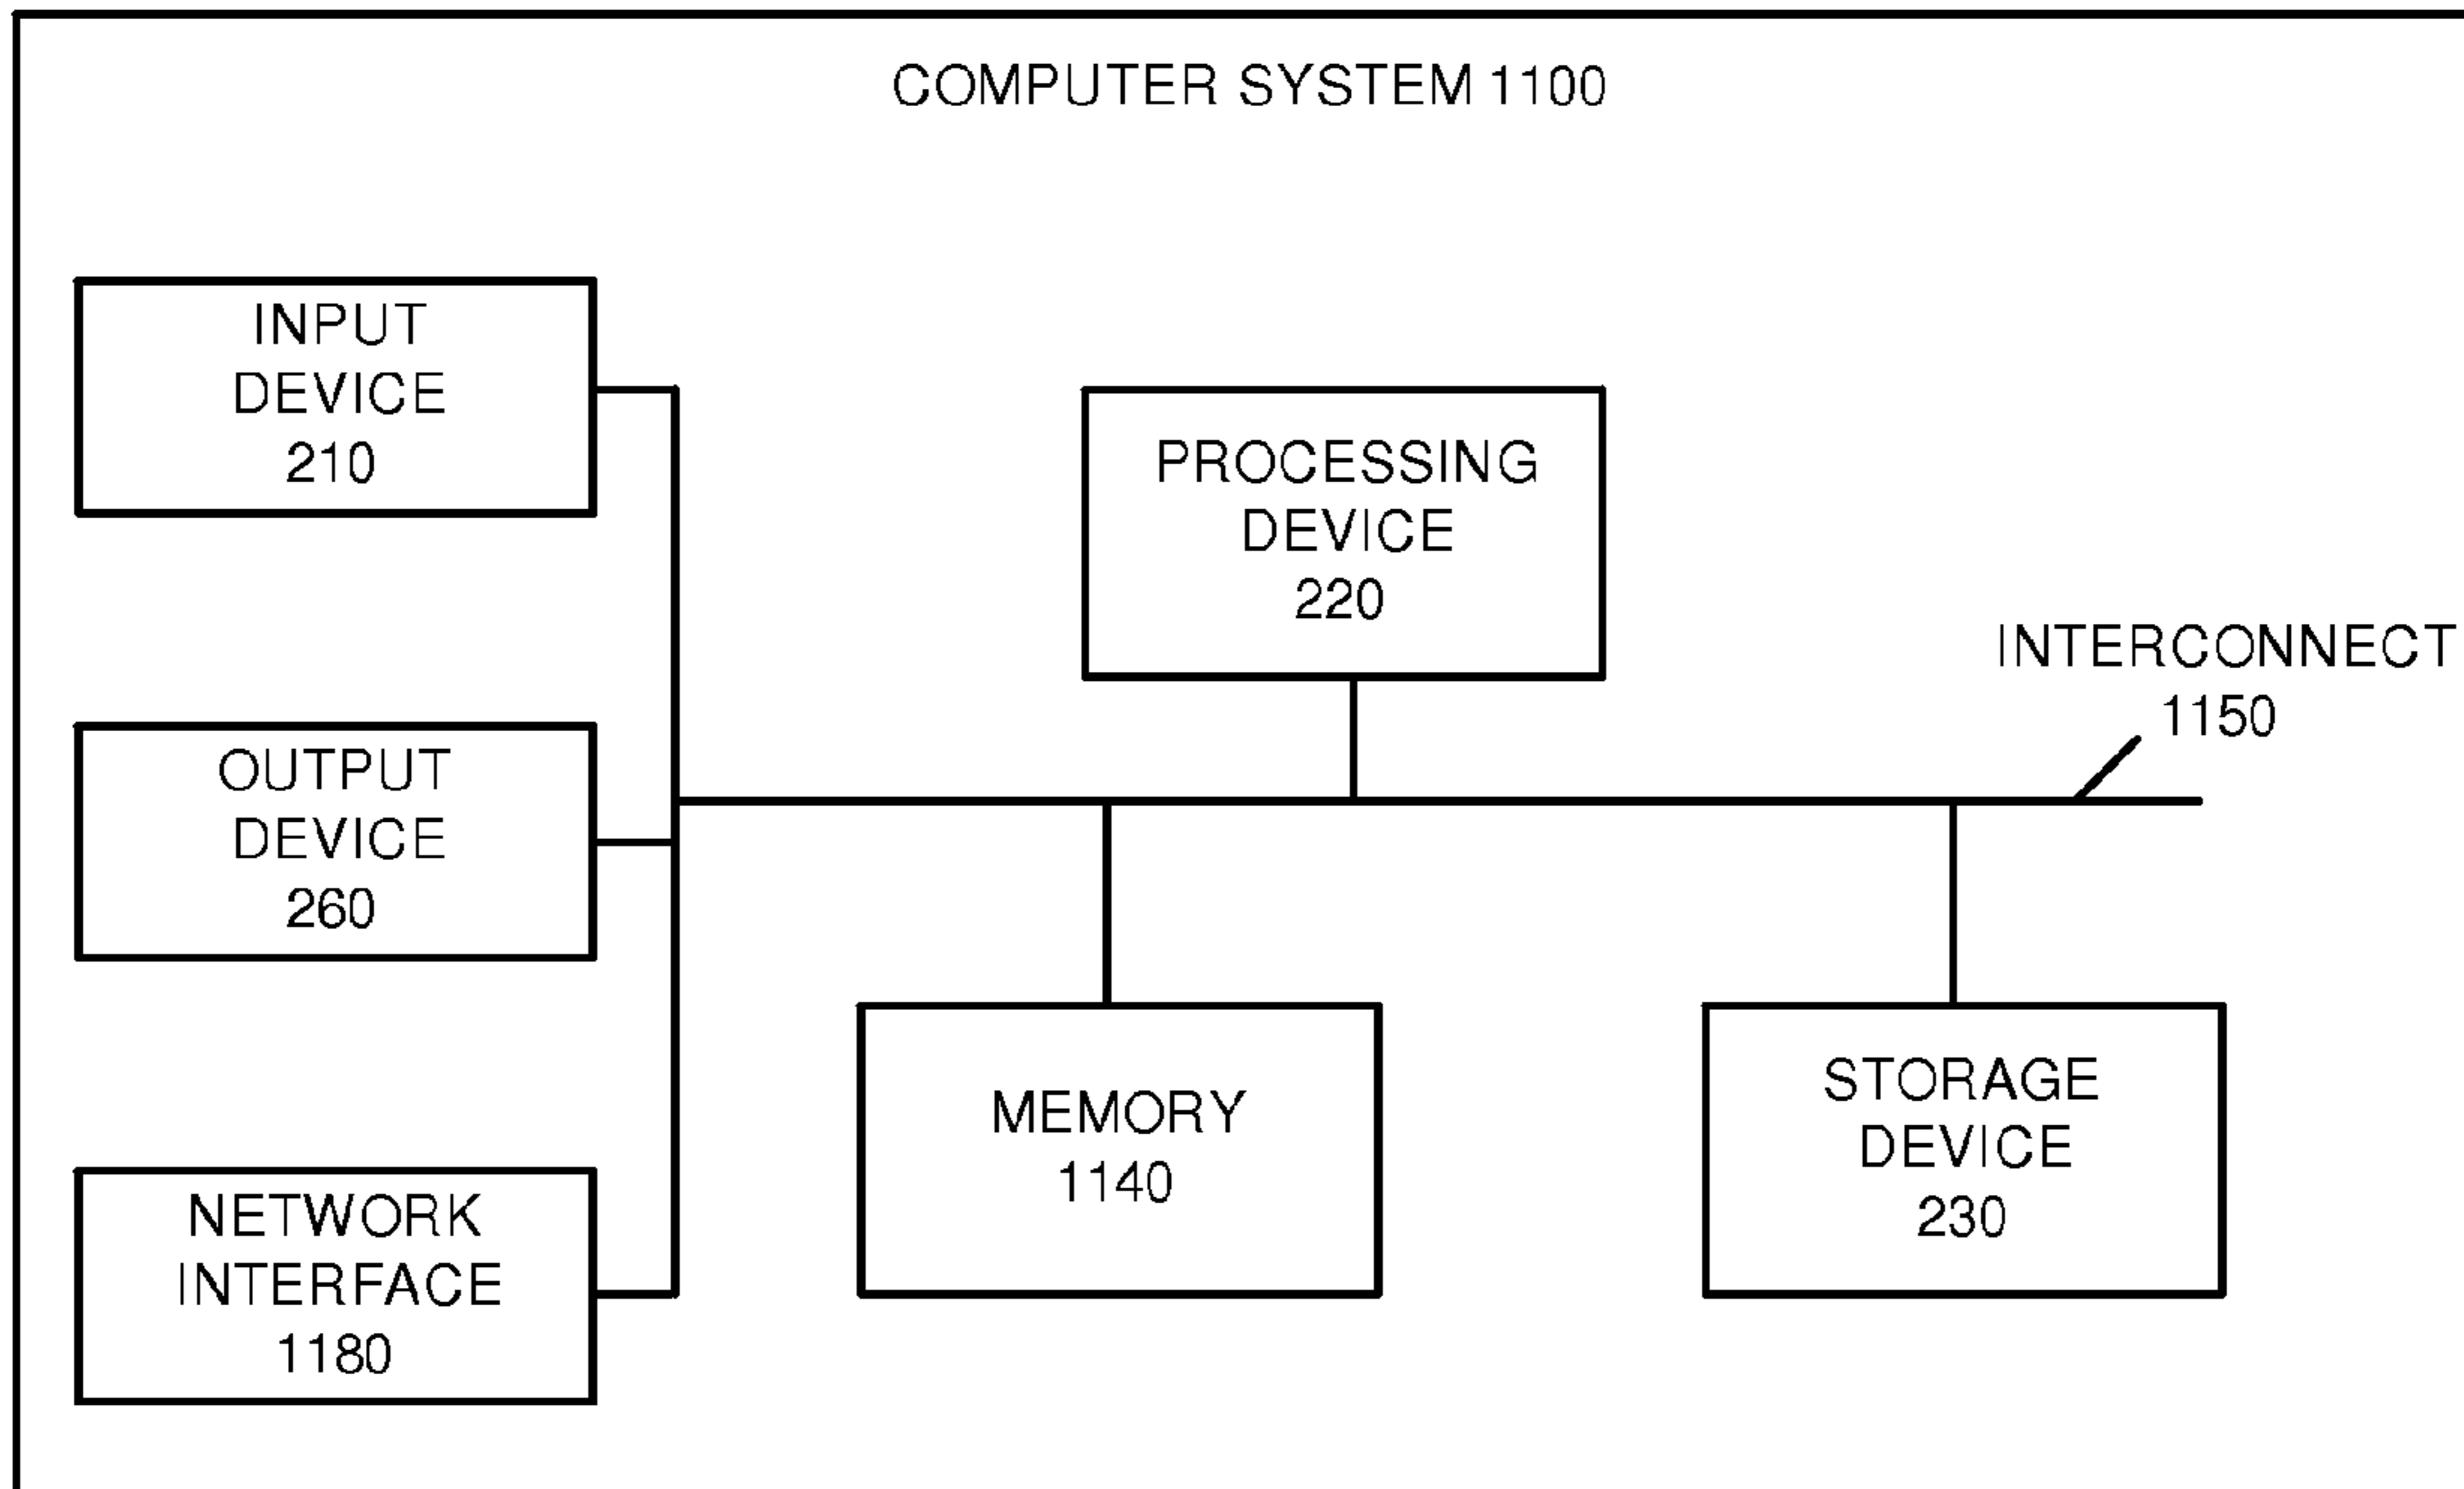 COMPUTER SYSTEM 1100
INPUT
DEVICE
210
PROCESSING
DEVICE
220
INTERCONNECT
1150
OUTPUT
DEVICE
260
MEMORY
1140
STORAGE
DEVICE
230
NETWORK
INTERFACE
1180